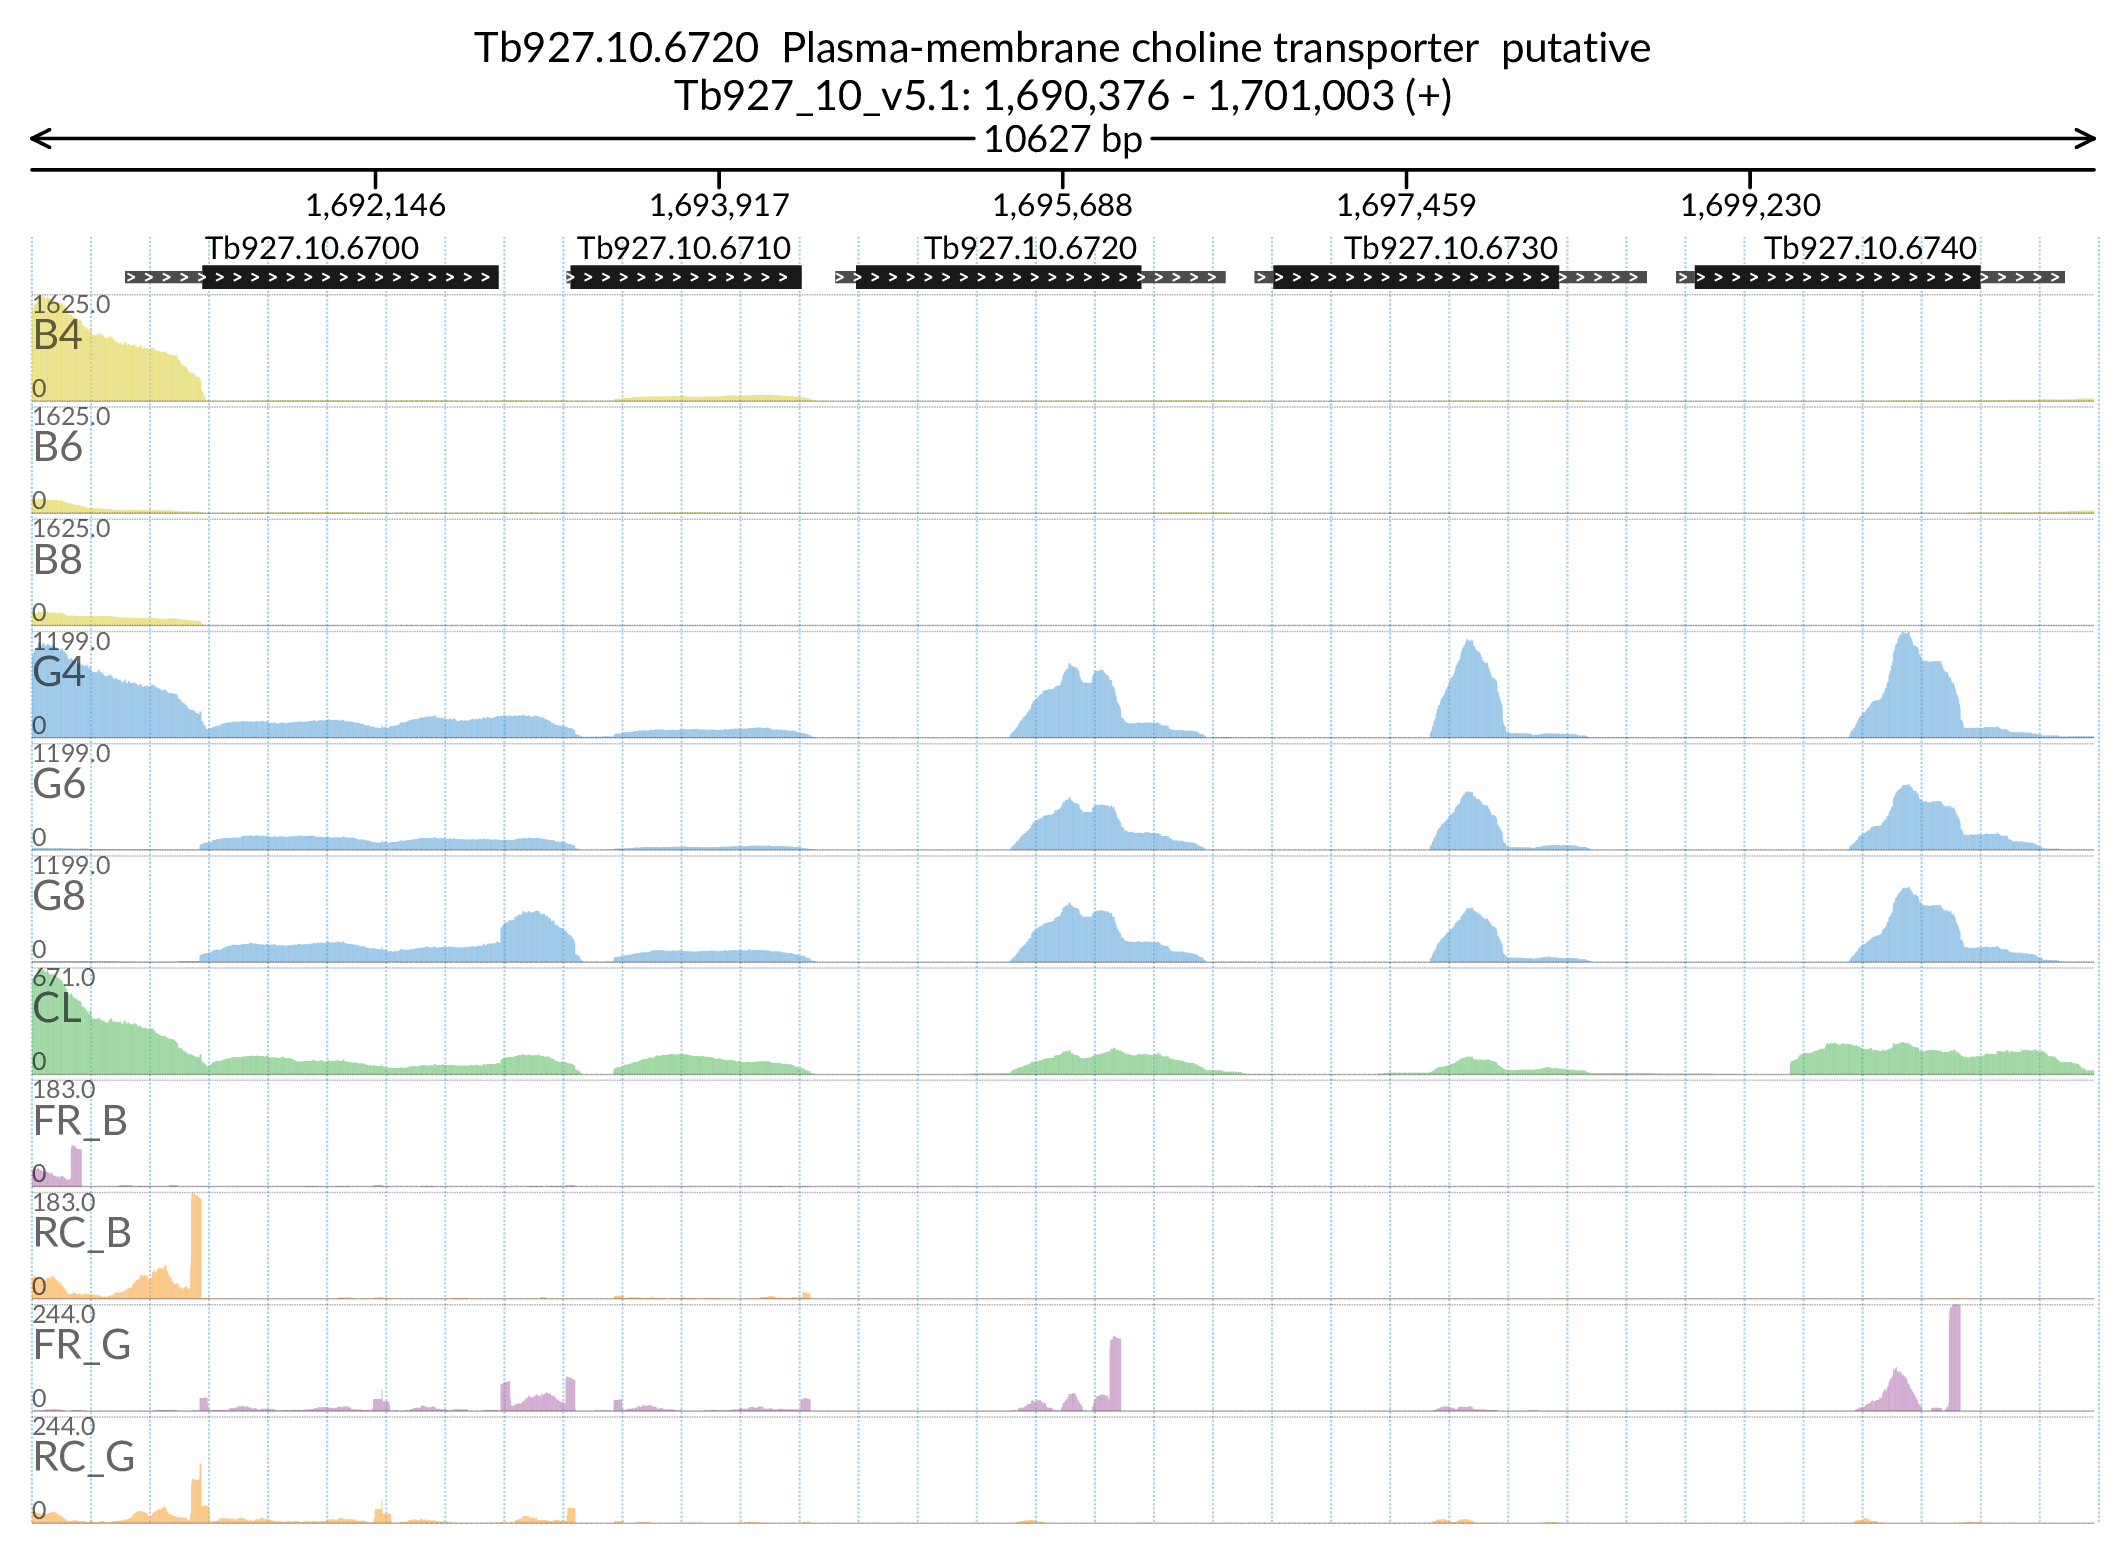 Tb927.10.6720  Plasma-membrane choline transporter  putative
Tb927_10_v5.1: 1,690,376 - 1,701,003 (+)
10627 bp
1,692,146 1,693,917 1,695,688 1,697,459 1,699,230
Tb927.10.6700 Tb927.10.6710 Tb927.10.6720 Tb927.10.6730 Tb927.10.6740
1625.0
B4
0
1625.0
B6
0
1625.0
B8
0
1199.0
G4
0
1199.0
G6
0
1199.0
G8
0
671.0
CL
0
183.0
FR_B
0
183.0
RC_B
0
244.0
FR_G
0
244.0
RC_G
0